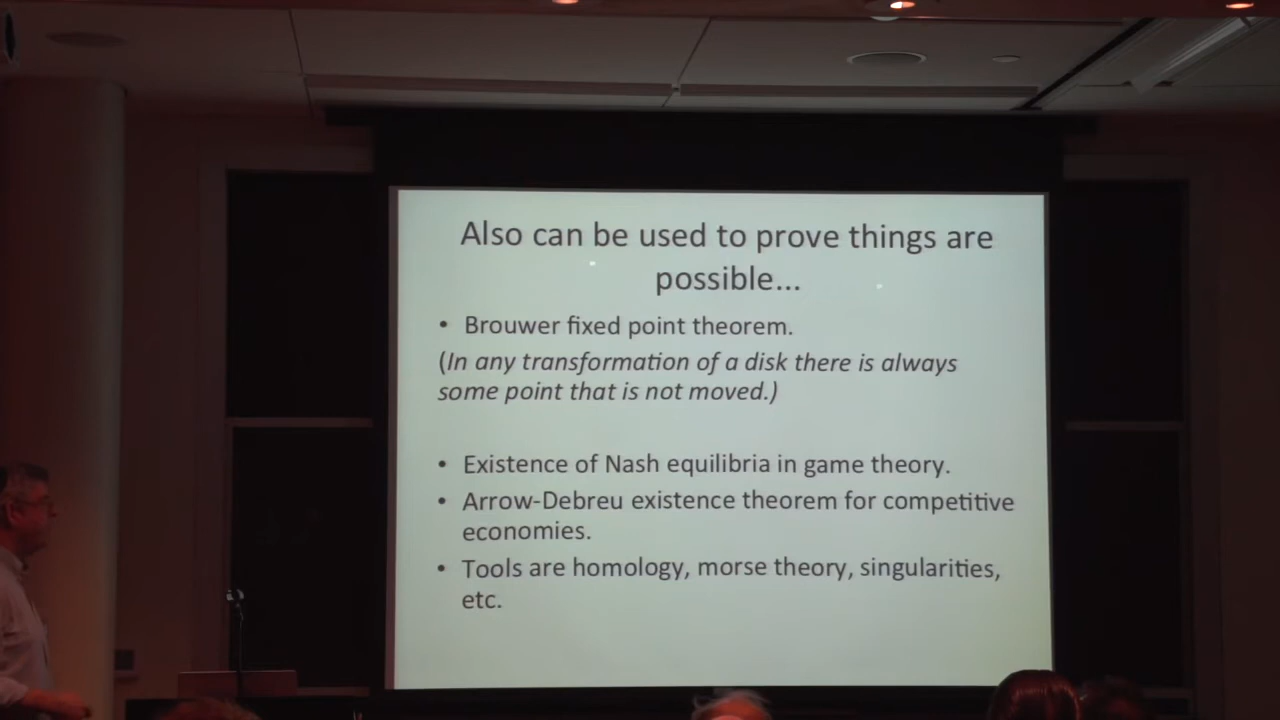 Also can be used to prove things are
possible...
• Brouwer fixed point theorem.
(In any transformation of a disk there is always
some point that is not moved.)
• Existence of Nash equilibria in game theory.
• Arrow-Debreu existence theorem for competitive
economies.
• Tools are homology, morse theory, singularities,
etc.